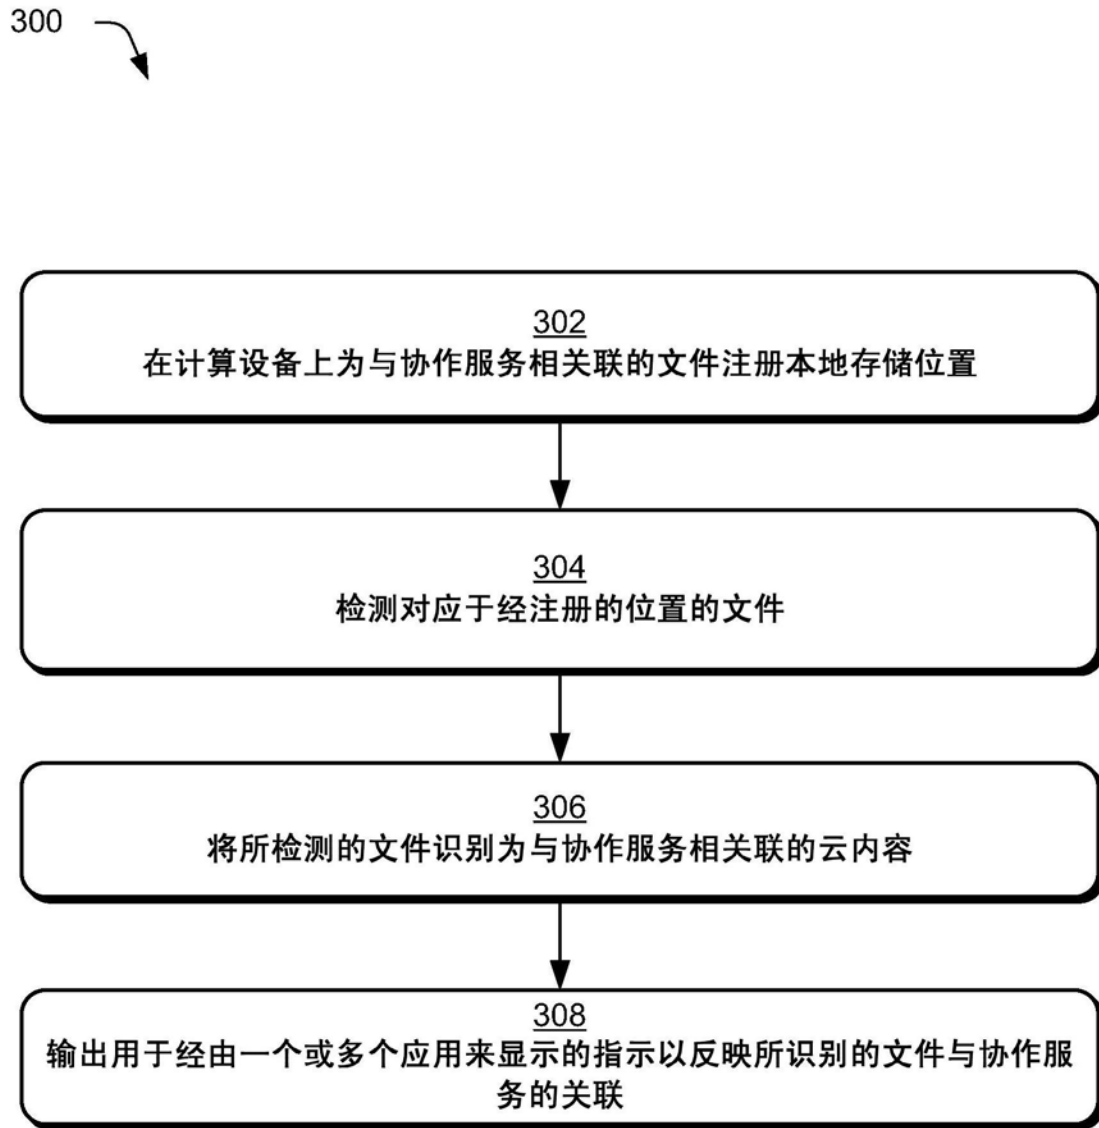 300
302
在计算设备上为与协作服务相关联的文件注册本地存储位置
304
检测对应于经注册的位置的文件
306
将所检测的文件识别为与协作服务相关联的云内容
308
输出用于经由一个或多个应用来显示的指示以反映所识别的文件与协作服
务的关联